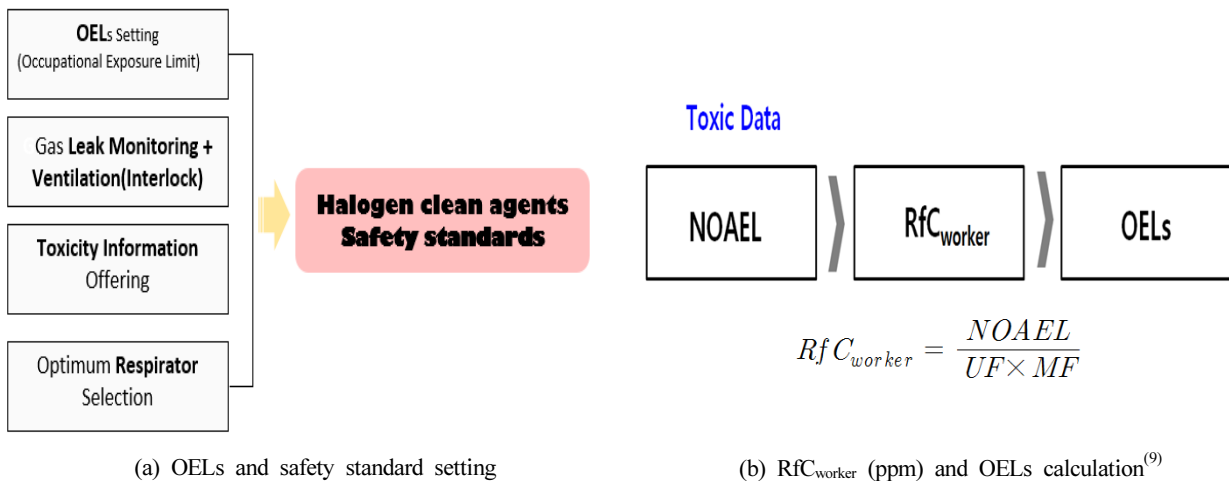 OELs Setting
(Occupational Exposure Limit)
Gas Leak Monitoring +
Ventilation(Interlock)
Toxicity Information
Offering
Optimum Respirator
Selection
Halogen clean agents
Safety standards
(a) OELs and safety standard setting
Toxic Data
NOAEL
RfCworker
OELs
RfCworker = NOAEL / UF × MF
(b) RfCworker (ppm) and OELs calculation(9)